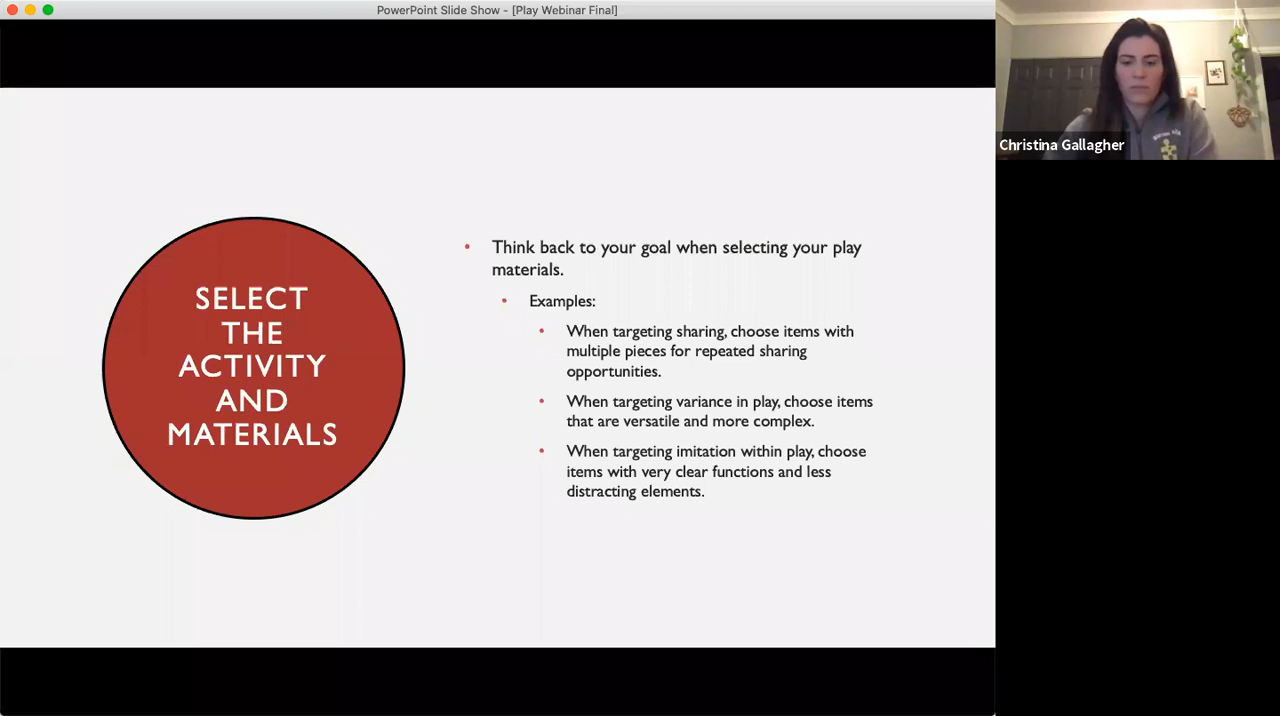 PowerPoint Slide Show - [Play Webinar Final]
Christina Gallagher
SELECT
THE
ACTIVITY
AND
MATERIALS
• Think back to your goal when selecting your play
materials.
• Examples:
• When targeting sharing, choose items with
multiple pieces for repeated sharing
opportunities.
• When targeting variance in play, choose items
that are versatile and more complex.
• When targeting imitation within play, choose
items with very clear functions and less
distracting elements.